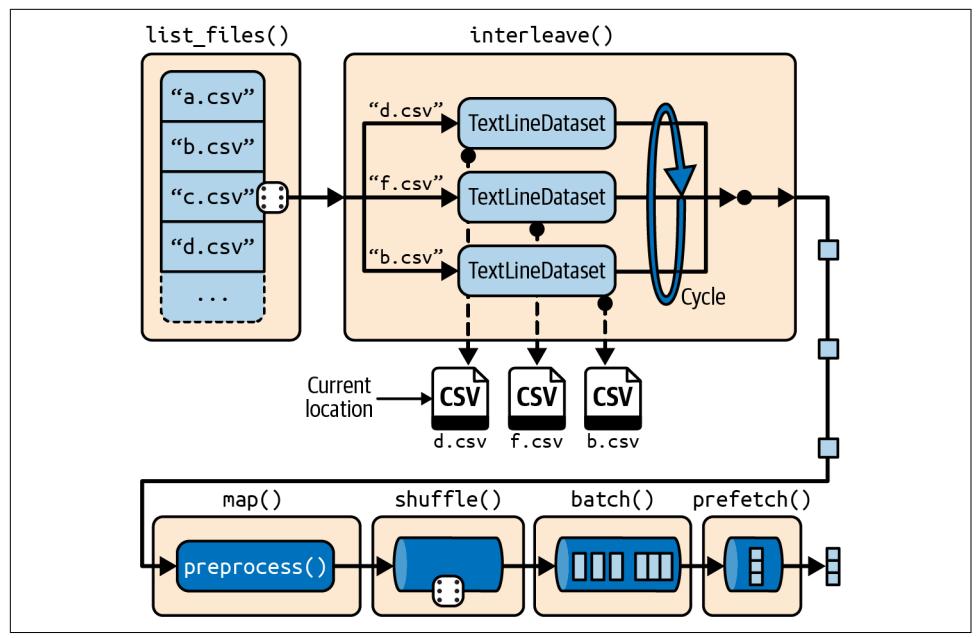 list_files()
interleave()
“a.csv”
“b.csv”
“c.csv”
“d.csv”
...
“d.csv”
TextLineDataset
“f.csv”
TextLineDataset
“b.csv”
TextLineDataset
Cycle
Current
location
CSV
CSV
CSV
d.csv
f.csv
b.csv
map()
shuffle()
batch()
prefetch()
preprocess()